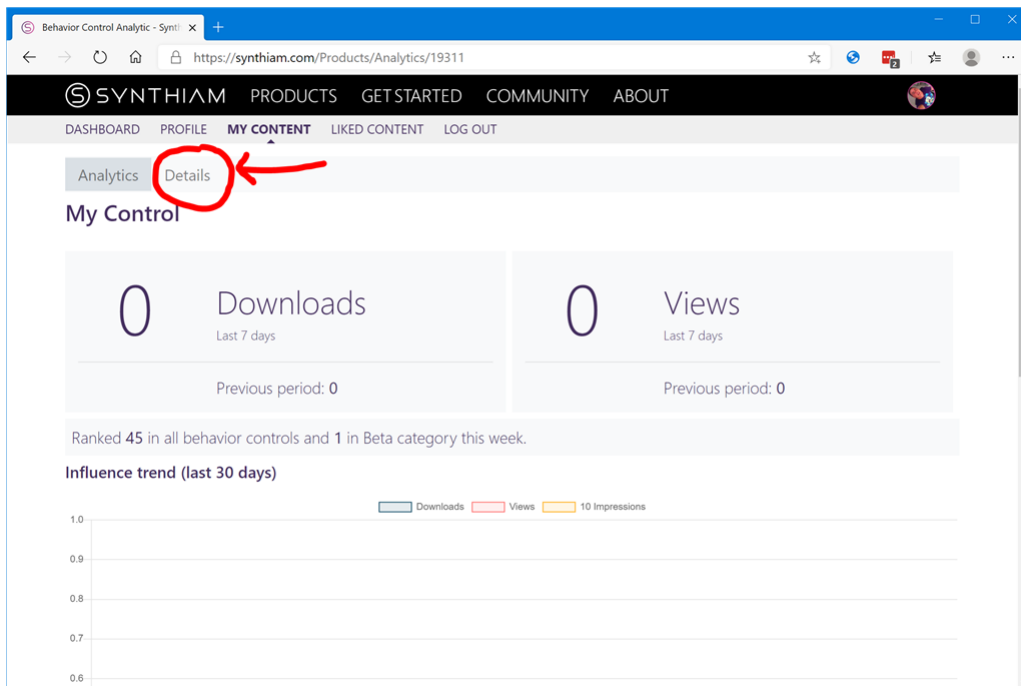 Behavior Control Analytic - Synth
https://synthiam.com/Products/Analytics/19311
2
SYNTHIAM PRODUCTS GET STARTED COMMUNITY ABOUT
DASHBOARD PROFILE MY CONTENT LIKED CONTENT LOG OUT
Analytics Details
My Control
0 Downloads
Last 7 days
Previous period: 0
0 Views
Last 7 days
Previous period: 0
Ranked 45 in all behavior controls and 1 in Beta category this week.
Influence trend (last 30 days)
Downloads Views 10 Impressions
1.0
0.9
0.8
0.7
0.6